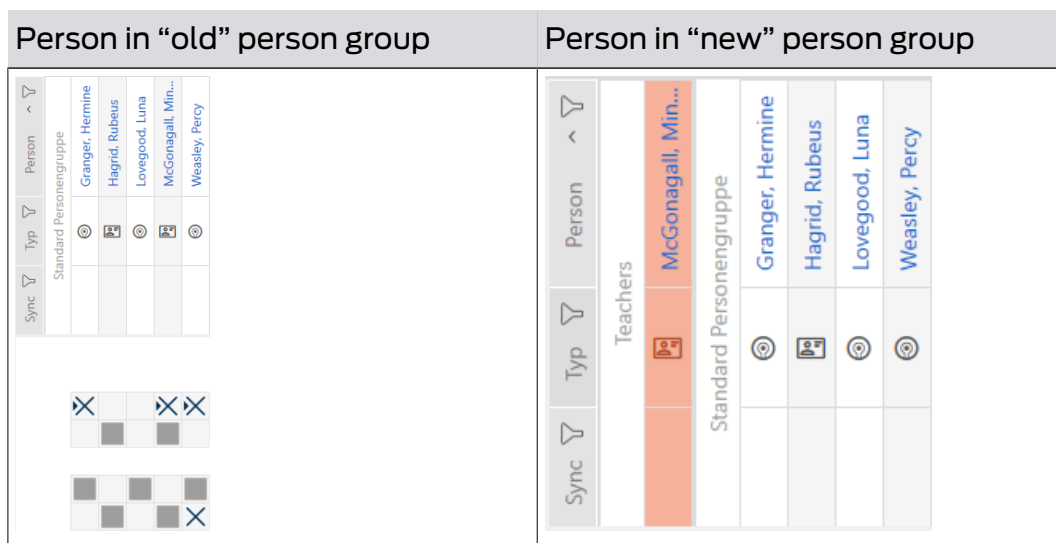 Person in “old” person group
Person in “new” person group
Sync Typ Person
Standard Personengruppe
Granger, Hermine
Hagrid, Rubeus
Lovegood, Luna
McGonagall, Min...
Weasley, Percy
Sync Typ Person
Teachers
McGonagall, Min...
Standard Personengruppe
Granger, Hermine
Hagrid, Rubeus
Lovegood, Luna
Weasley, Percy